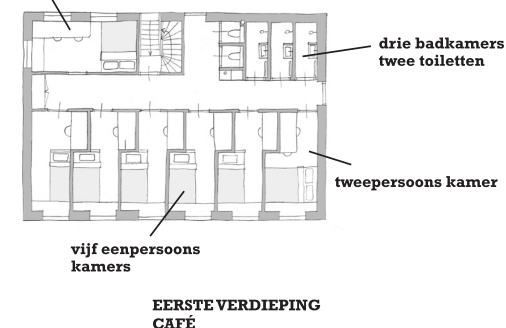 drie badkamers
twee toiletten
tweepersoons kamer
vijf eenpersoons
kamers
EERSTE VERDIEPING
CAFÉ